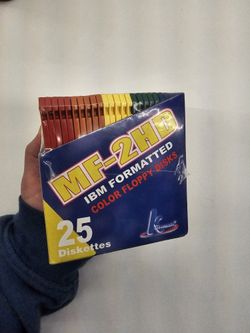 MF-2HD
IBM FORMATTED
COLOR FLOPPY DISKS
25
Diskettes